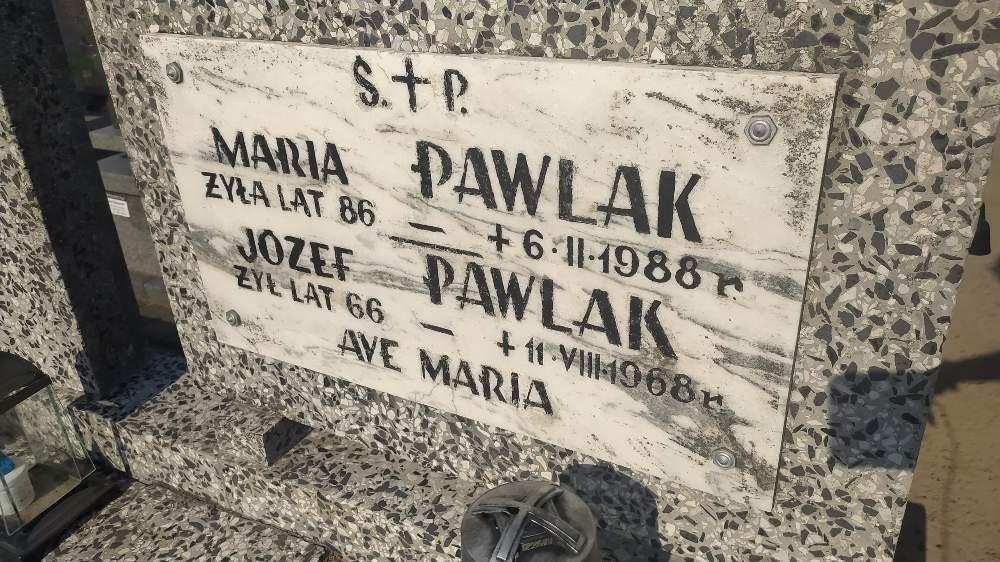 Ś. + P.
MARIA PAWLAK
ŻYŁA LAT 86 – + 6·II·1988 r.
JÓZEF PAWLAK
ŻYŁ LAT 66 – + 11·VIII·1968 r.
AVE MARIA